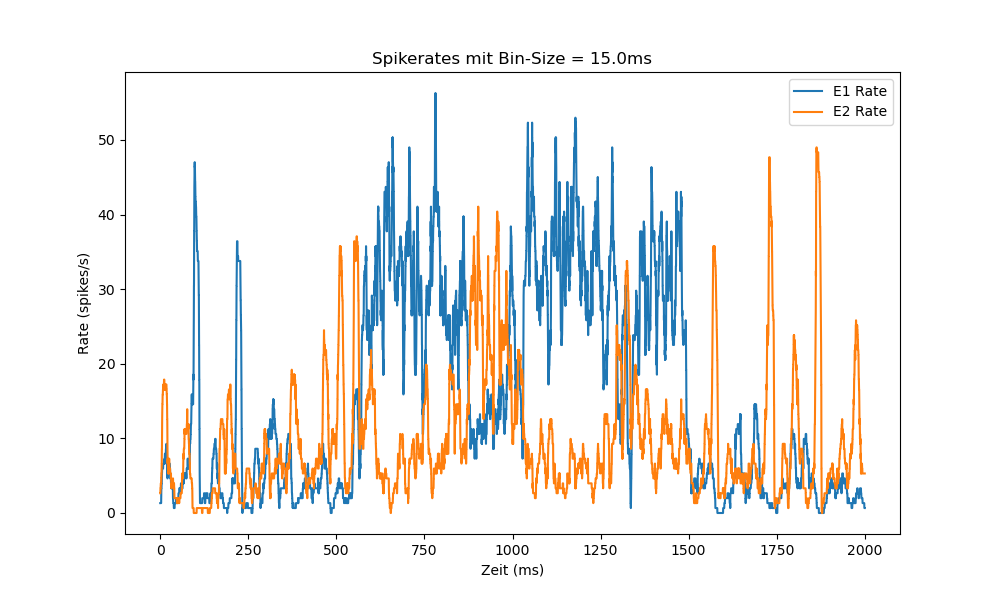 Spikerates mit Bin-Size = 15.0ms
E1 Rate
E2 Rate
Rate (spikes/s)
50
40
30
20
10
0
0 250 500 750 1000 1250 1500 1750 2000
Zeit (ms)